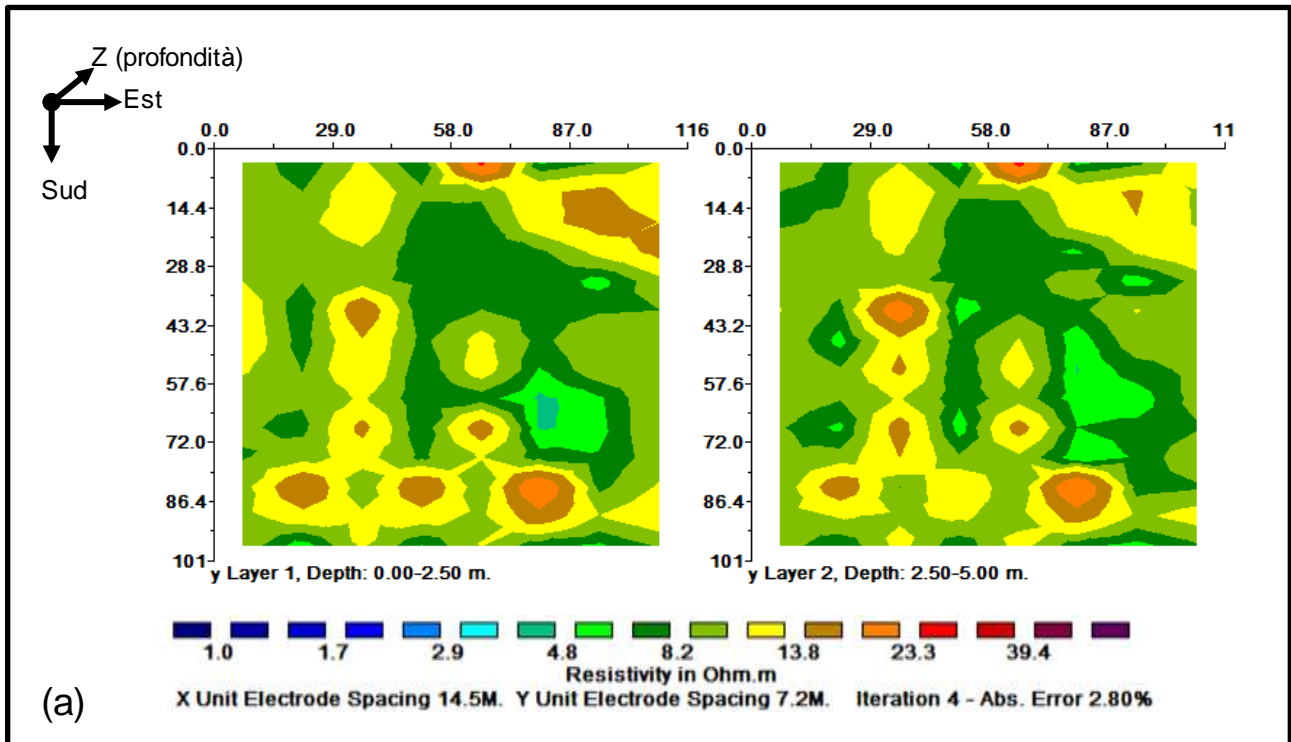 Z (profondità)
Est
Sud
0.0 29.0 58.0 87.0 116
0.0
14.4
28.8
43.2
57.6
72.0
86.4
101
y Layer 1, Depth: 0.00-2.50 m.
0.0 29.0 58.0 87.0 11
0.0
14.4
28.8
43.2
57.6
72.0
86.4
101
y Layer 2, Depth: 2.50-5.00 m.
1.0 1.7 2.9 4.8 8.2 13.8 23.3 39.4
Resistivity in Ohm.m
X Unit Electrode Spacing 14.5M. Y Unit Electrode Spacing 7.2M. Iteration 4 - Abs. Error 2.80%
(a)